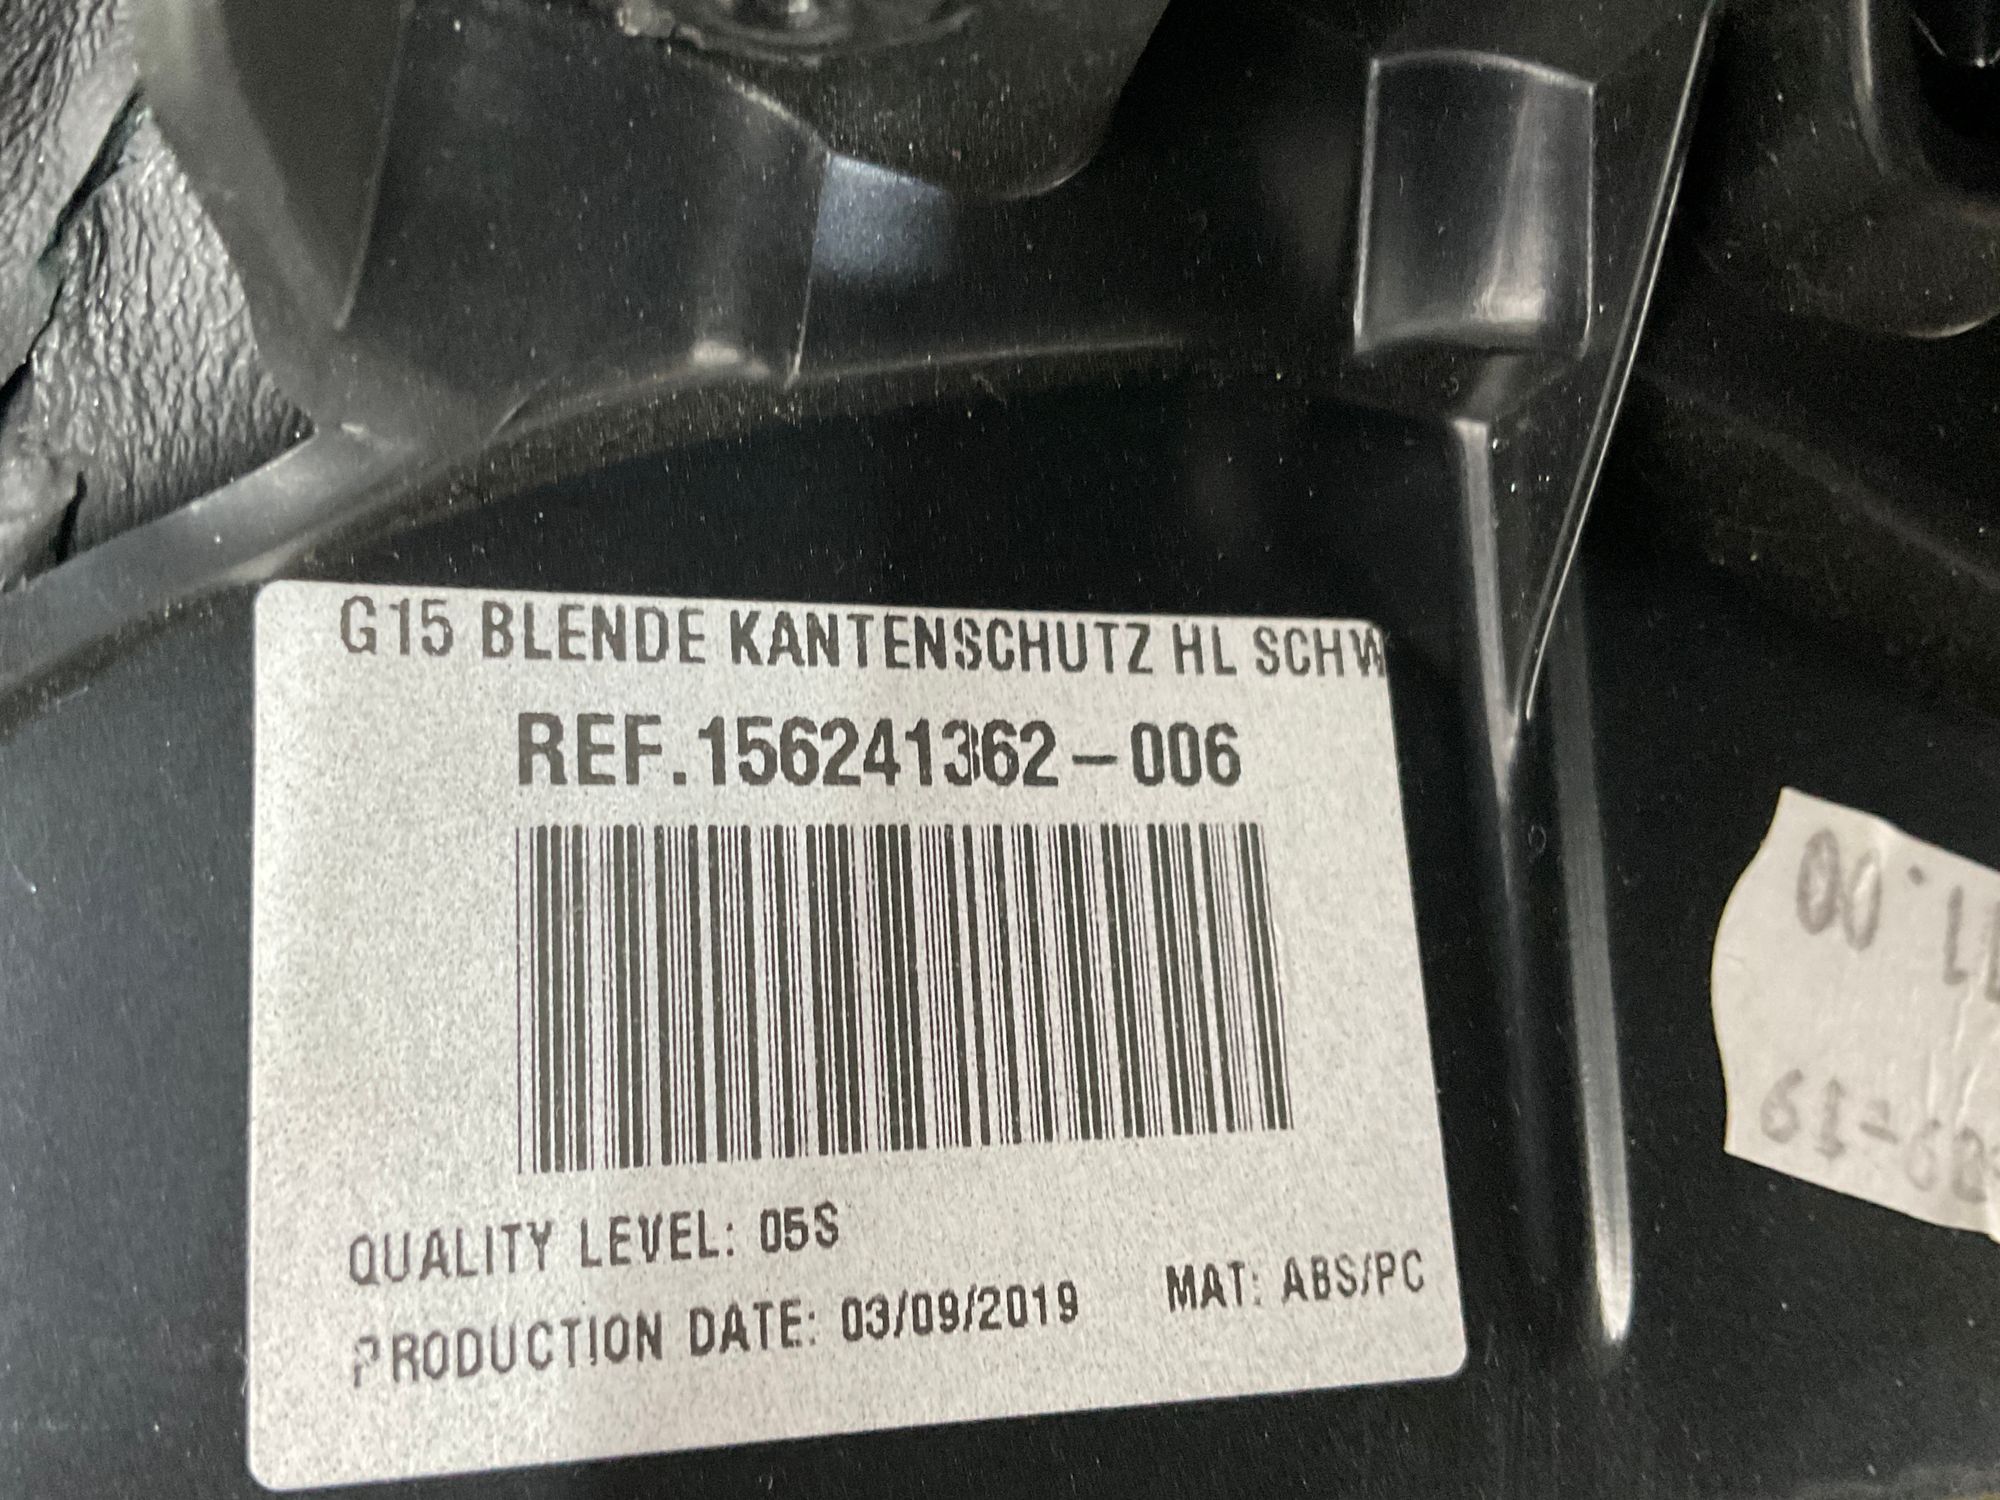 G15 BLENDE KANTENSCHUTZ HL SCHW
REF.156241362-006
QUALITY LEVEL: 05S
PRODUCTION DATE: 03/09/2019
MAT: ABS/PC